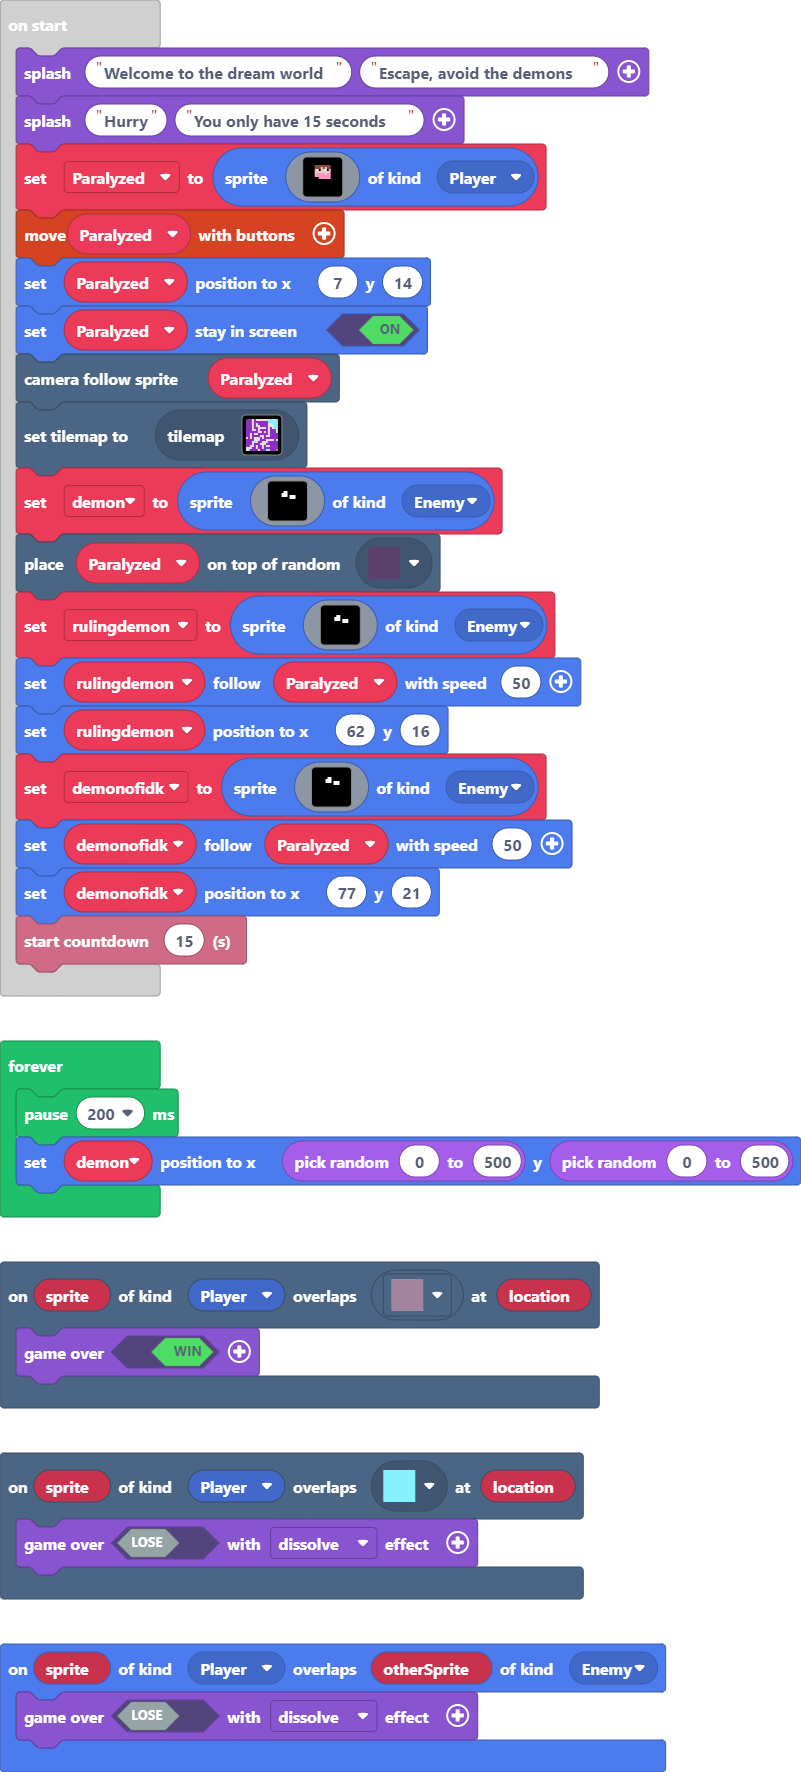 on start
splash "Welcome to the dream world" "Escape, avoid the demons"
splash "Hurry" "You only have 15 seconds"
set Paralyzed to sprite of kind Player
move Paralyzed with buttons
set Paralyzed position to x 7 y 14
set Paralyzed stay in screen ON
camera follow sprite Paralyzed
set tilemap to tilemap
set demon to sprite of kind Enemy
place Paralyzed on top of random
set rulingdemon to sprite of kind Enemy
set rulingdemon follow Paralyzed with speed 50
set rulingdemon position to x 62 y 16
set demonofidk to sprite of kind Enemy
set demonofidk follow Paralyzed with speed 50
set demonofidk position to x 77 y 21
start countdown 15 (s)
forever
pause 200 ms
set demon position to x pick random 0 to 500 y pick random 0 to 500
on sprite of kind Player overlaps at location
game over WIN
on sprite of kind Player overlaps at location
game over LOSE with dissolve effect
on sprite of kind Player overlaps otherSprite of kind Enemy
game over LOSE with dissolve effect